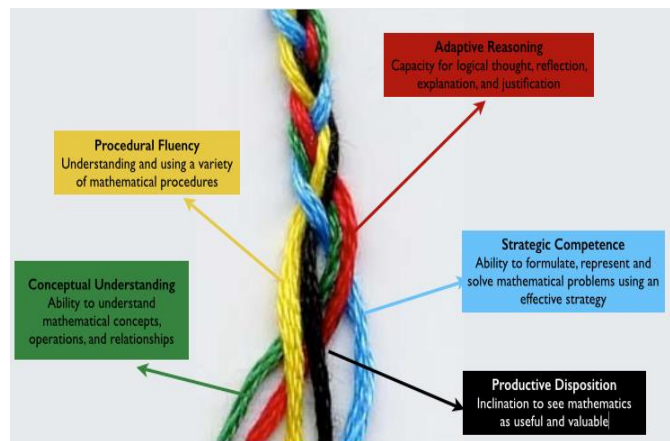 Adaptive Reasoning
Capacity for logical thought, reflection,
explanation, and justification
Procedural Fluency
Understanding and using a variety
of mathematical procedures
Strategic Competence
Ability to formulate, represent and
solve mathematical problems using an
effective strategy
Conceptual Understanding
Ability to understand
mathematical concepts,
operations, and relationships
Productive Disposition
Inclination to see mathematics
as useful and valuable